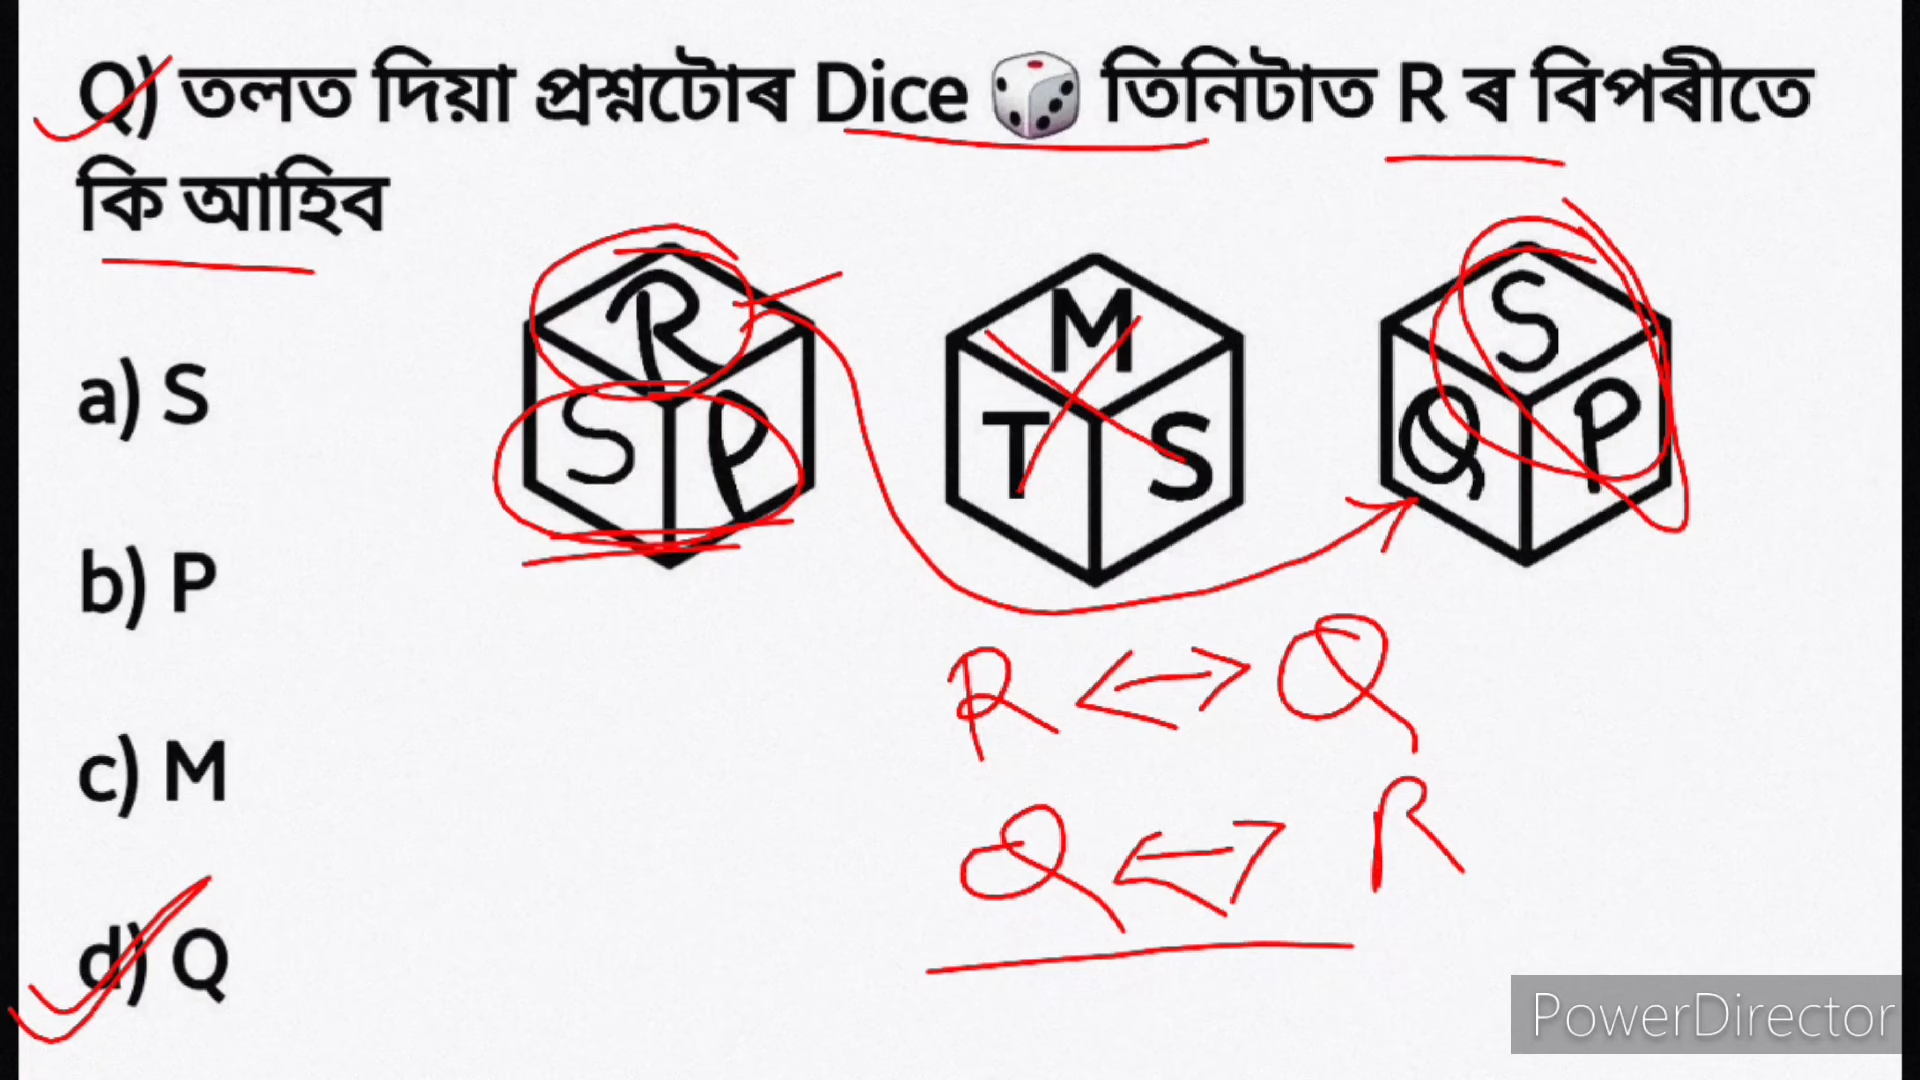 Q) তলত দিয়া প্ৰশ্নটোৰ Dice 🎲 তিনিটাত R ৰ বিপৰীতে
কি আহিব
R
S P
M
T S
S
Q P
a) S
b) P
c) M
d) Q
R <-> Q
Q <-> R
PowerDirector